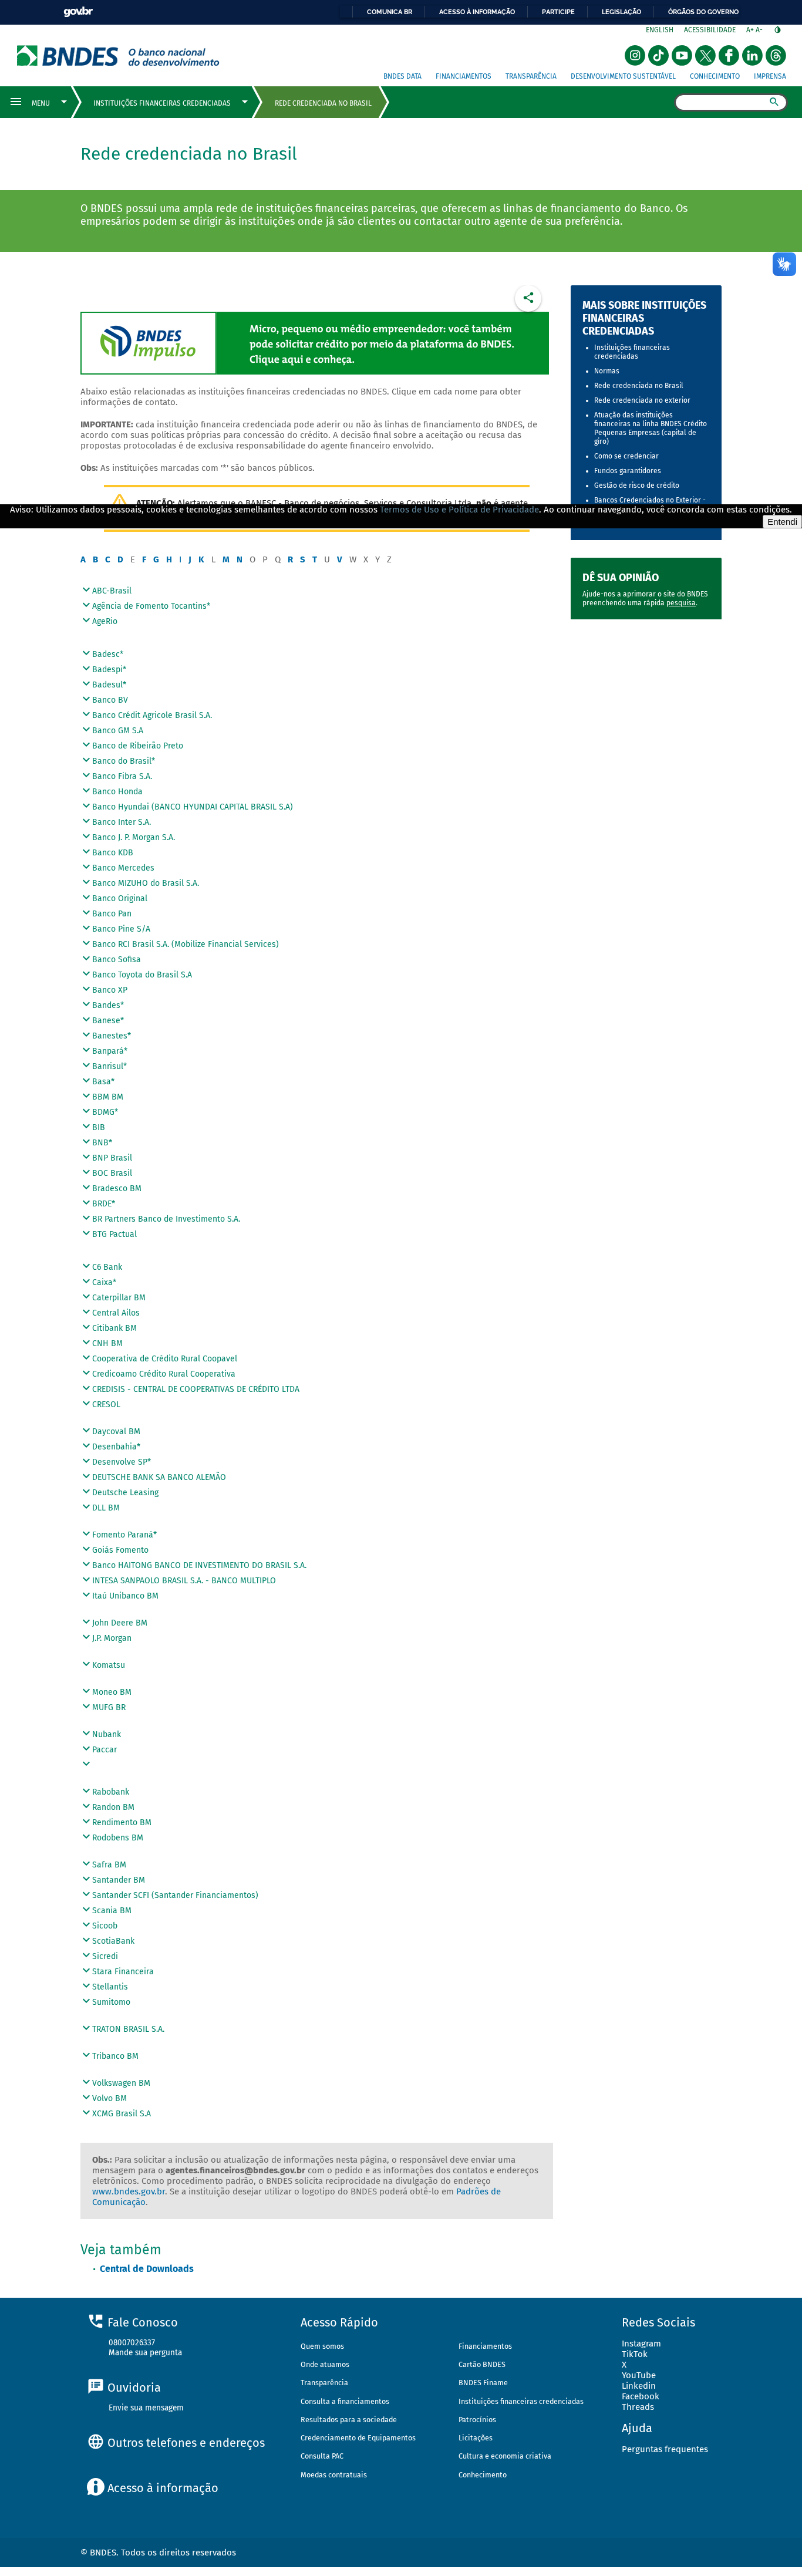 govbr
COMUNICA BR
ACESSO À INFORMAÇÃO
PARTICIPE
LEGISLAÇÃO
ÓRGÃOS DO GOVERNO
ENGLISH ACESSIBILIDADE A+ A-
BNDES O banco nacional
do desenvolvimento
BNDES DATA FINANCIAMENTOS TRANSPARÊNCIA DESENVOLVIMENTO SUSTENTÁVEL CONHECIMENTO IMPRENSA
MENU INSTITUIÇÕES FINANCEIRAS CREDENCIADAS REDE CREDENCIADA NO BRASIL
Rede credenciada no Brasil
O BNDES possui uma ampla rede de instituições financeiras parceiras, que oferecem as linhas de financiamento do Banco. Os
empresários podem se dirigir às instituições onde já são clientes ou contactar outro agente de sua preferência.
BNDES
Impulso
Micro, pequeno ou médio empreendedor: você também
pode solicitar crédito por meio da plataforma do BNDES.
Clique aqui e conheça.
Abaixo estão relacionadas as instituições financeiras credenciadas no BNDES. Clique em cada nome para obter
informações de contato.
IMPORTANTE: cada instituição financeira credenciada pode aderir ou não às linhas de financiamento do BNDES, de
acordo com suas políticas próprias para concessão do crédito. A decisão final sobre a aceitação ou recusa das
propostas protocoladas é de exclusiva responsabilidade do agente financeiro envolvido.
Obs: As instituições marcadas com '*' são bancos públicos.
ATENÇÃO: Alertamos que o BANESC - Banco de negócios, Serviços e Consultoria Ltda. não é agente
MAIS SOBRE INSTITUIÇÕES
FINANCEIRAS
CREDENCIADAS
Instituições financeiras
credenciadas
Normas
Rede credenciada no Brasil
Rede credenciada no exterior
Atuação das instituições
financeiras na linha BNDES Crédito
Pequenas Empresas (capital de
giro)
Como se credenciar
Fundos garantidores
Gestão de risco de crédito
Bancos Credenciados no Exterior -
Aviso: Utilizamos dados pessoais, cookies e tecnologias semelhantes de acordo com nossos Termos de Uso e Política de Privacidade. Ao continuar navegando, você concorda com estas condições.
Entendi
DÊ SUA OPINIÃO
Ajude-nos a aprimorar o site do BNDES
preenchendo uma rápida pesquisa.
A B C D E F G H I J K L M N O P Q R S T U V W X Y Z
ABC-Brasil
Agência de Fomento Tocantins*
AgeRio
Badesc*
Badespi*
Badesul*
Banco BV
Banco Crédit Agricole Brasil S.A.
Banco GM S.A
Banco de Ribeirão Preto
Banco do Brasil*
Banco Fibra S.A.
Banco Honda
Banco Hyundai (BANCO HYUNDAI CAPITAL BRASIL S.A)
Banco Inter S.A.
Banco J. P. Morgan S.A.
Banco KDB
Banco Mercedes
Banco MIZUHO do Brasil S.A.
Banco Original
Banco Pan
Banco Pine S/A
Banco RCI Brasil S.A. (Mobilize Financial Services)
Banco Sofisa
Banco Toyota do Brasil S.A
Banco XP
Bandes*
Banese*
Banestes*
Banpará*
Banrisul*
Basa*
BBM BM
BDMG*
BIB
BNB*
BNP Brasil
BOC Brasil
Bradesco BM
BRDE*
BR Partners Banco de Investimento S.A.
BTG Pactual
C6 Bank
Caixa*
Caterpillar BM
Central Ailos
Citibank BM
CNH BM
Cooperativa de Crédito Rural Coopavel
Credicoamo Crédito Rural Cooperativa
CREDISIS - CENTRAL DE COOPERATIVAS DE CRÉDITO LTDA
CRESOL
Daycoval BM
Desenbahia*
Desenvolve SP*
DEUTSCHE BANK SA BANCO ALEMÃO
Deutsche Leasing
DLL BM
Fomento Paraná*
Goiás Fomento
Banco HAITONG BANCO DE INVESTIMENTO DO BRASIL S.A.
INTESA SANPAOLO BRASIL S.A. - BANCO MULTIPLO
Itaú Unibanco BM
John Deere BM
J.P. Morgan
Komatsu
Moneo BM
MUFG BR
Nubank
Paccar
Rabobank
Randon BM
Rendimento BM
Rodobens BM
Safra BM
Santander BM
Santander SCFI (Santander Financiamentos)
Scania BM
Sicoob
ScotiaBank
Sicredi
Stara Financeira
Stellantis
Sumitomo
TRATON BRASIL S.A.
Tribanco BM
Volkswagen BM
Volvo BM
XCMG Brasil S.A
Obs.: Para solicitar a inclusão ou atualização de informações nesta página, o responsável deve enviar uma
mensagem para o agentes.financeiros@bndes.gov.br com o pedido e as informações dos contatos e endereços
eletrônicos. Como procedimento padrão, o BNDES solicita reciprocidade na divulgação do endereço
www.bndes.gov.br. Se a instituição desejar utilizar o logotipo do BNDES poderá obtê-lo em Padrões de
Comunicação.
Veja também
Central de Downloads
Fale Conosco
08007026337
Mande sua pergunta
Ouvidoria
Envie sua mensagem
Outros telefones e endereços
Acesso à informação
Acesso Rápido
Quem somos
Onde atuamos
Transparência
Consulta a financiamentos
Resultados para a sociedade
Credenciamento de Equipamentos
Consulta PAC
Moedas contratuais
Financiamentos
Cartão BNDES
BNDES Finame
Instituições financeiras credenciadas
Patrocínios
Licitações
Cultura e economia criativa
Conhecimento
Redes Sociais
Instagram
TikTok
X
YouTube
Linkedin
Facebook
Threads
Ajuda
Perguntas frequentes
© BNDES. Todos os direitos reservados